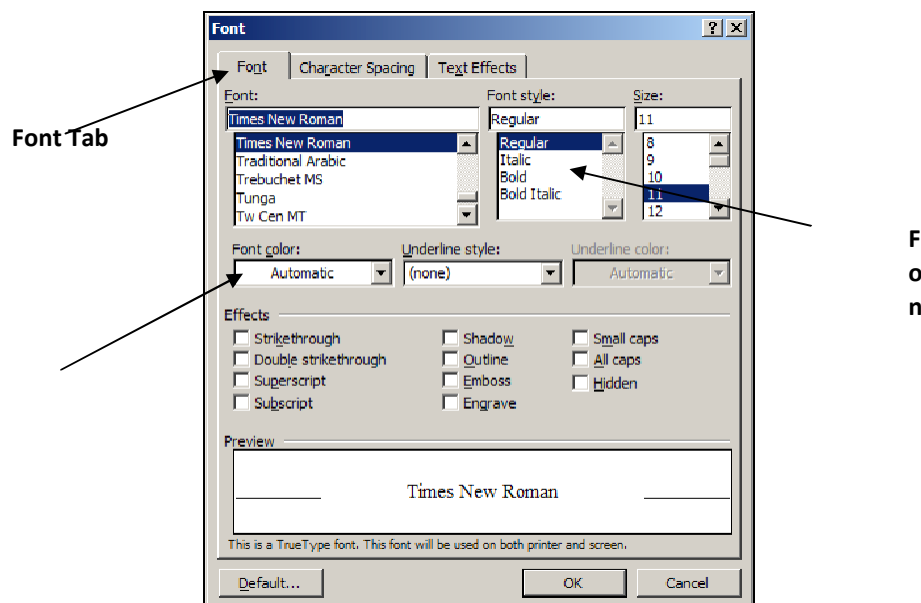 Font
Font Character Spacing Text Effects
Font: Font style: Size:
Times New Roman Regular 11
Times New Roman Regular 8
Traditional Arabic Italic 9
Trebuchet MS Bold 10
Tunga Bold Italic 11
Tw Cen MT 12
Font Tab
F
o
n
Font color: Underline style: Underline color:
Automatic (none) Automatic
Effects
Strikethrough Shadow Small caps
Double strikethrough Outline All caps
Superscript Emboss Hidden
Subscript Engrave
Preview
Times New Roman
This is a TrueType font. This font will be used on both printer and screen.
Default... OK Cancel